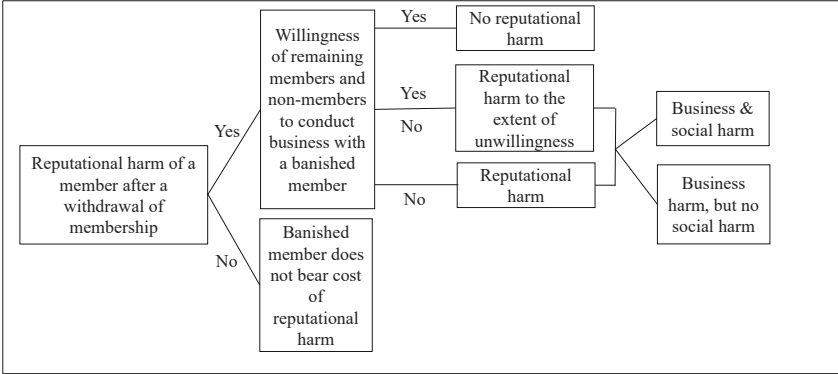 Reputational harm of a
member after a
withdrawal of
membership
Yes
No
Willingness
of remaining
members and
non-members
to conduct
business with
a banished
member
Banished
member does
not bear cost
of
reputational
harm
Yes
No reputational
harm
Yes
No
Reputational
harm to the
extent of
unwillingness
No
Reputational
harm
Business &
social harm
Business
harm, but no
social harm